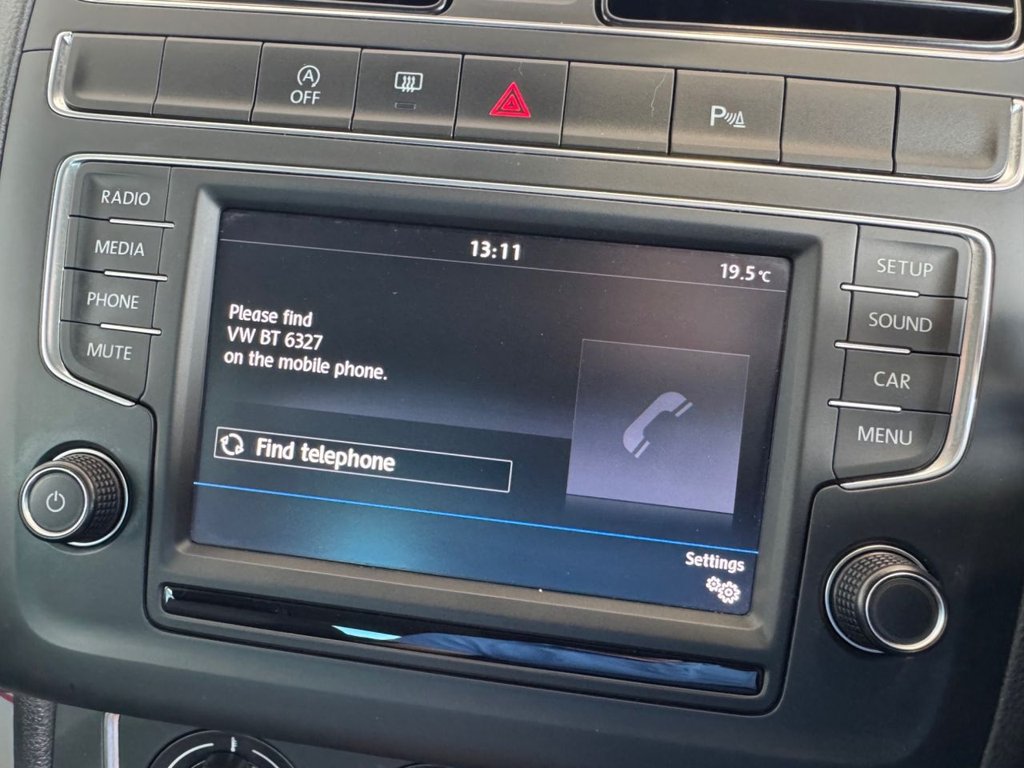 A
OFF
P
RADIO
MEDIA
PHONE
MUTE
13:11
19.5°C
Please find
VW BT 6327
on the mobile phone.
Find telephone
Settings
SETUP
SOUND
CAR
MENU